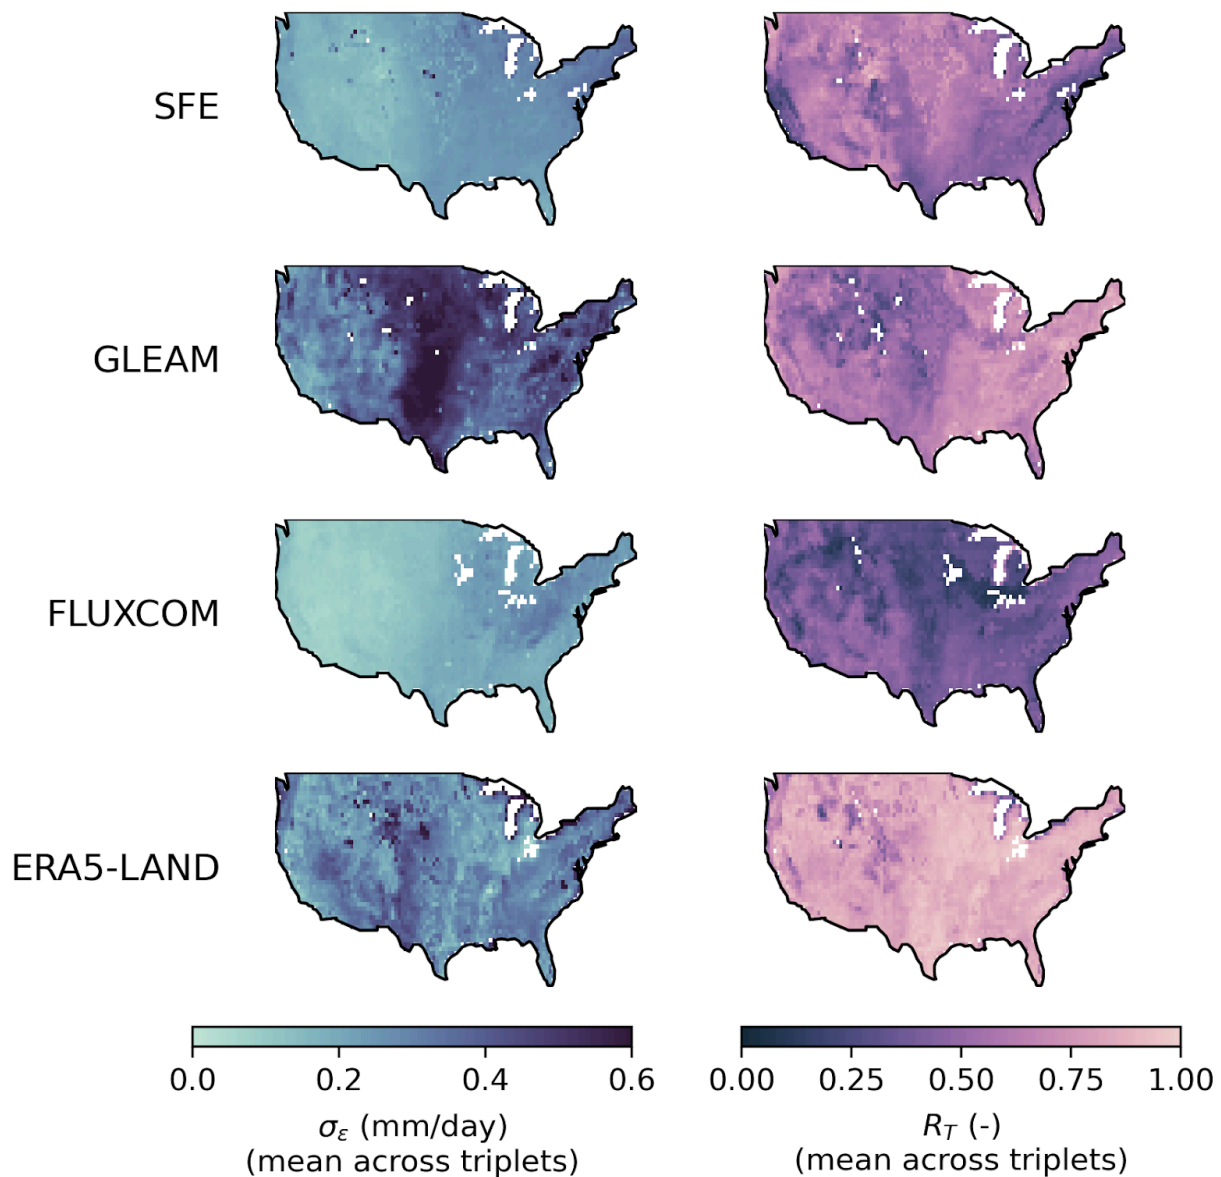 SFE
GLEAM
FLUXCOM
ERA5-LAND
0.0 0.2 0.4 0.6
σε (mm/day)
(mean across triplets)
0.00 0.25 0.50 0.75 1.00
RT (-)
(mean across triplets)